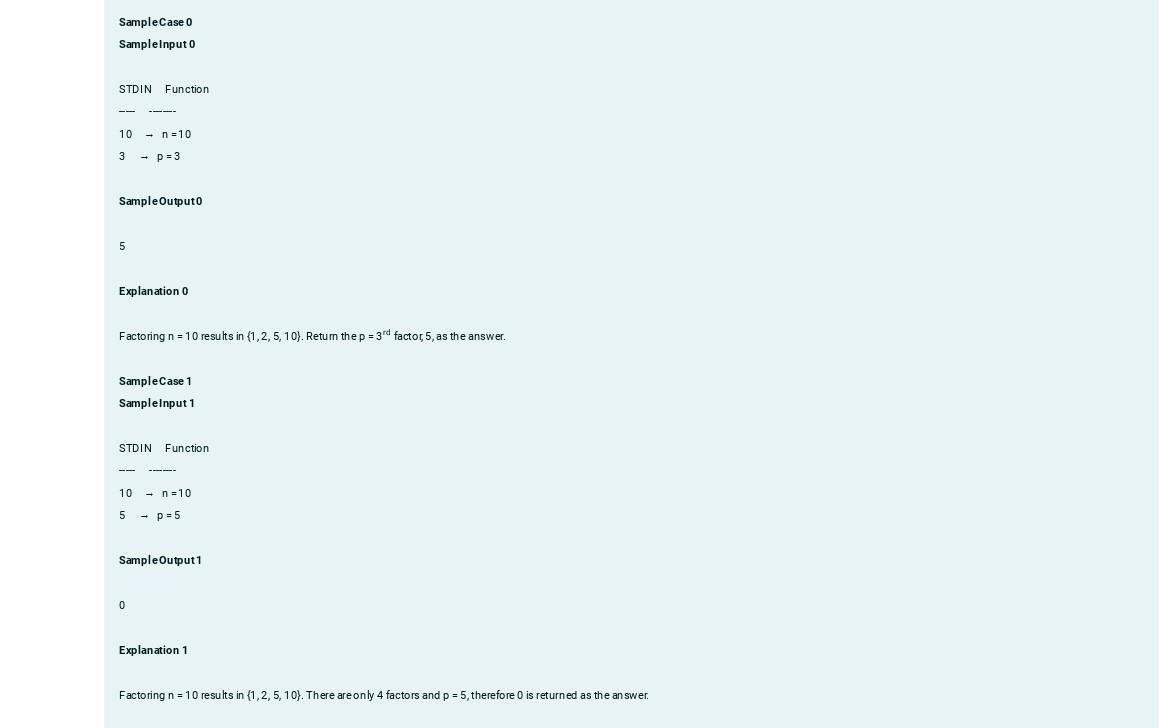 Sample Case 0
Sample Input 0
STDIN Function
----- --------
10 → n = 10
3 → p = 3
Sample Output 0
5
Explanation 0
Factoring n = 10 results in {1, 2, 5, 10}. Return the p = 3rd factor, 5, as the answer.
Sample Case 1
Sample Input 1
STDIN Function
----- --------
10 → n = 10
5 → p = 5
Sample Output 1
0
Explanation 1
Factoring n = 10 results in {1, 2, 5, 10}. There are only 4 factors and p = 5, therefore 0 is returned as the answer.